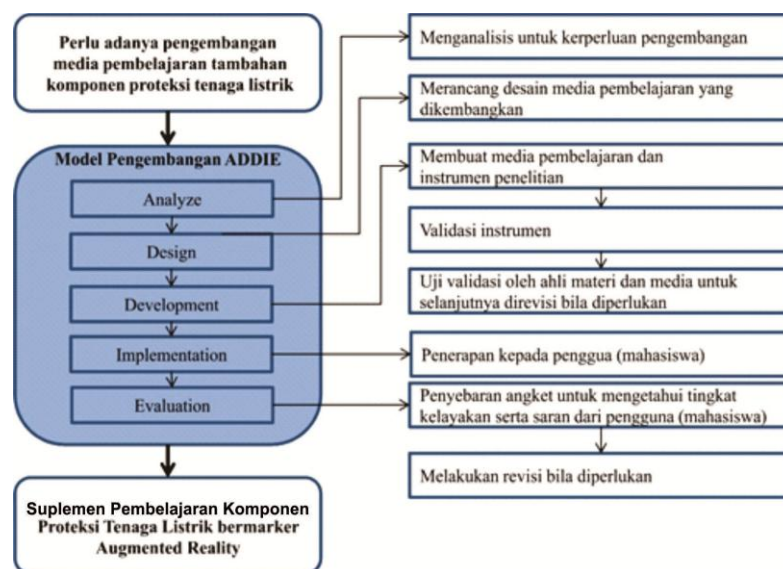 Perlu adanya pengembangan
media pembelajaran tambahan
komponen proteksi tenaga listrik
Model Pengembangan ADDIE
Analyze
Design
Development
Implementation
Evaluation
Suplemen Pembelajaran Komponen
Proteksi Tenaga Listrik bermarker
Augmented Reality
Menganalisis untuk kerperluan pengembangan
Merancang desain media pembelajaran yang
dikembangkan
Membuat media pembelajaran dan
instrumen penelitian
Validasi instrumen
Uji validasi oleh ahli materi dan media untuk
selanjutnya direvisi bila diperlukan
Penerapan kepada penggua (mahasiswa)
Penyebaran angket untuk mengetahui tingkat
kelayakan serta saran dari pengguna (mahasiswa)
Melakukan revisi bila diperlukan